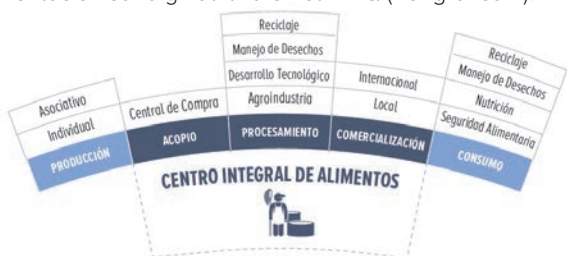 Asociativo
Individual
PRODUCCIÓN
Central de Compra
ACOPIO
Reciclaje
Manejo de Desechos
Desarrollo Tecnológico
Agroindustria
PROCESAMIENTO
Internacional
Local
COMERCIALIZACIÓN
Reciclaje
Manejo de Desechos
Nutrición
Seguridad Alimentaria
CONSUMO
CENTRO INTEGRAL DE ALIMENTOS